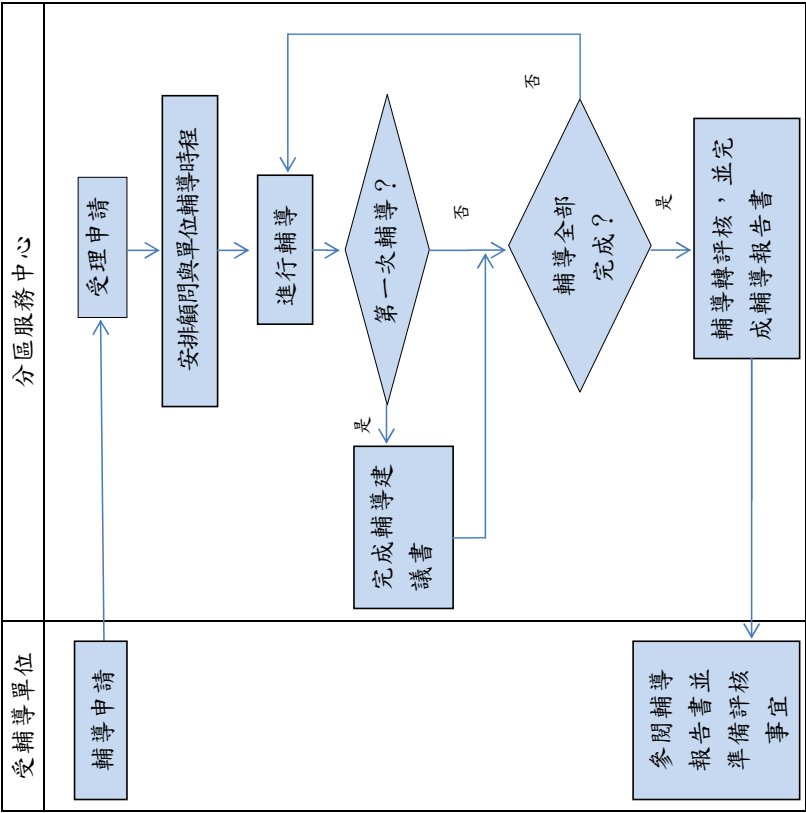 受輔導單位
分區服務中心
輔導申請
受理申請
安排顧問與單位輔導時程
進行輔導
第一次輔導？
是
否
完成輔導建
議書
輔導全部
完成？
否
是
輔導轉評核，並完
成輔導報告書
參閱輔導
報告書並
準備評核
事宜